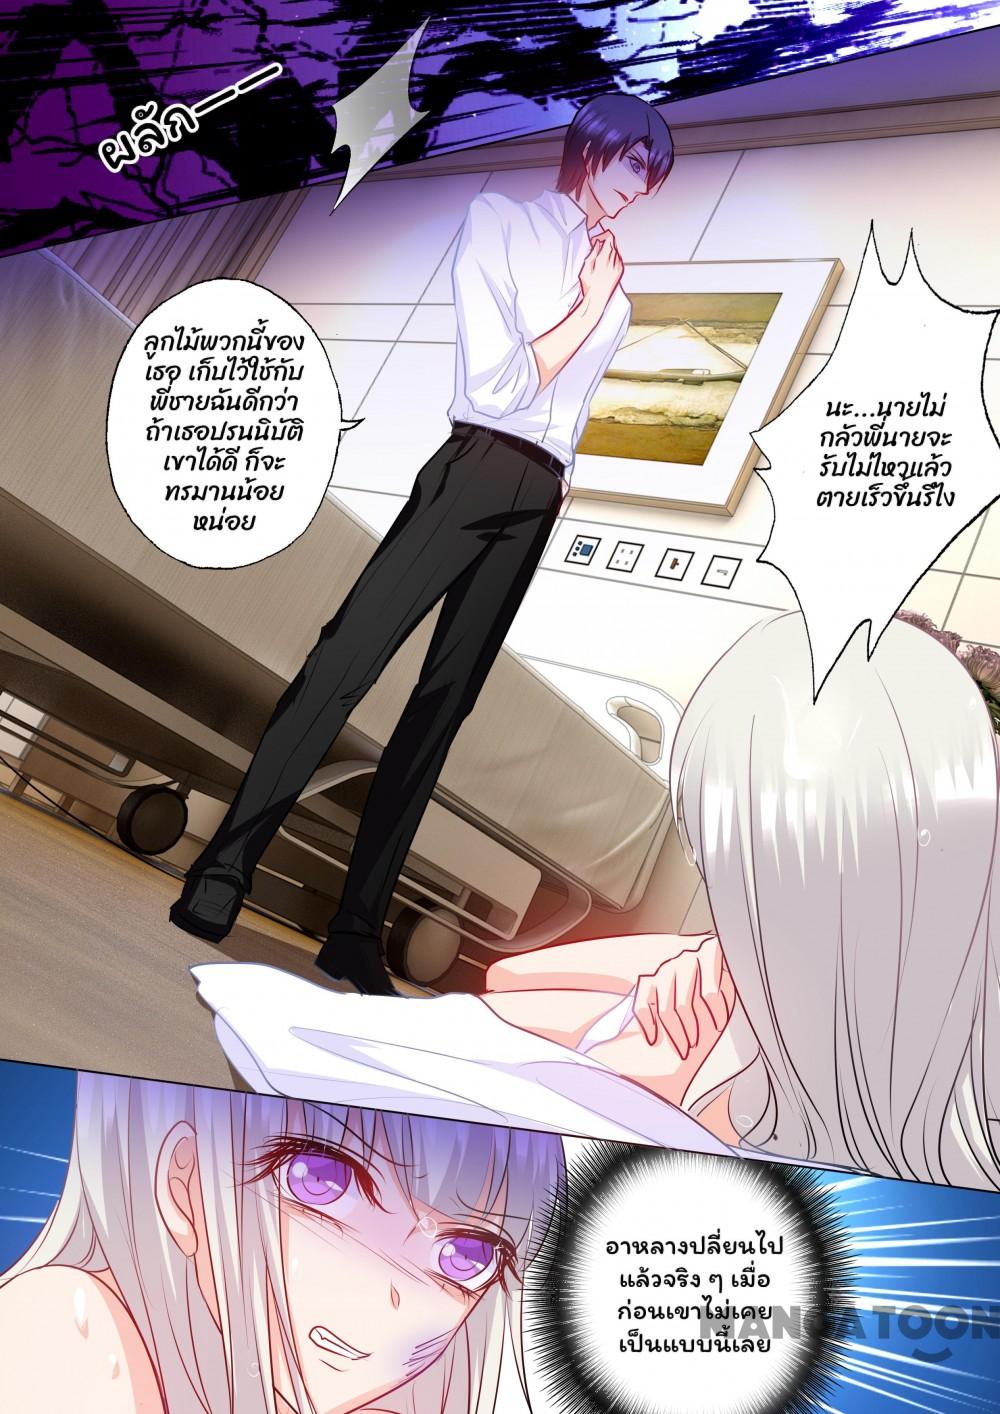 ผลัก——
ลูกไม้พวกนี้ของ
เธอ เก็บไว้ใช้กับ
พี่ชายฉันดีกว่า
ถ้าเธอปรนนิบัติ
เขาได้ดี ก็จะ
ทรมานน้อย
หน่อย
นะ...นายไม่
กลัวพี่นายจะ
รับไม่ไหวแล้ว
ตายเร็วขึ้นรึไง
อาหลางเปลี่ยนไป
แล้วจริง ๆ เมื่อ
ก่อนเขาไม่เคย
เป็นแบบนี้เลย
MANGATOON